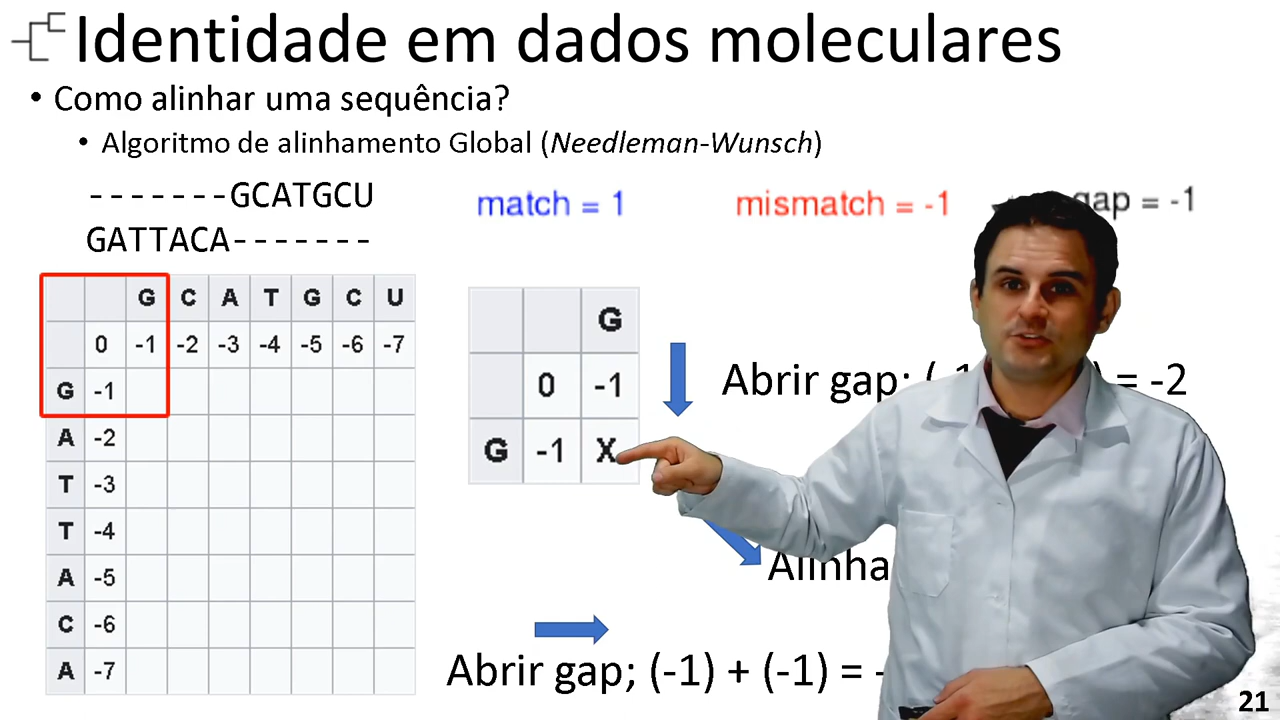 Identidade em dados moleculares
• Como alinhar uma sequência?
• Algoritmo de alinhamento Global (Needleman-Wunsch)
-------GCATGCU
GATTACA-------
match = 1
mismatch = -1
gap = -1
G C A T G C U
0 -1 -2 -3 -4 -5 -6 -7
G -1
A -2
T -3
T -4
A -5
C -6
A -7
G
0 -1
G -1 X
Abrir gap; ( ) = -2
Abrir gap; (-1) + (-1) = -
21